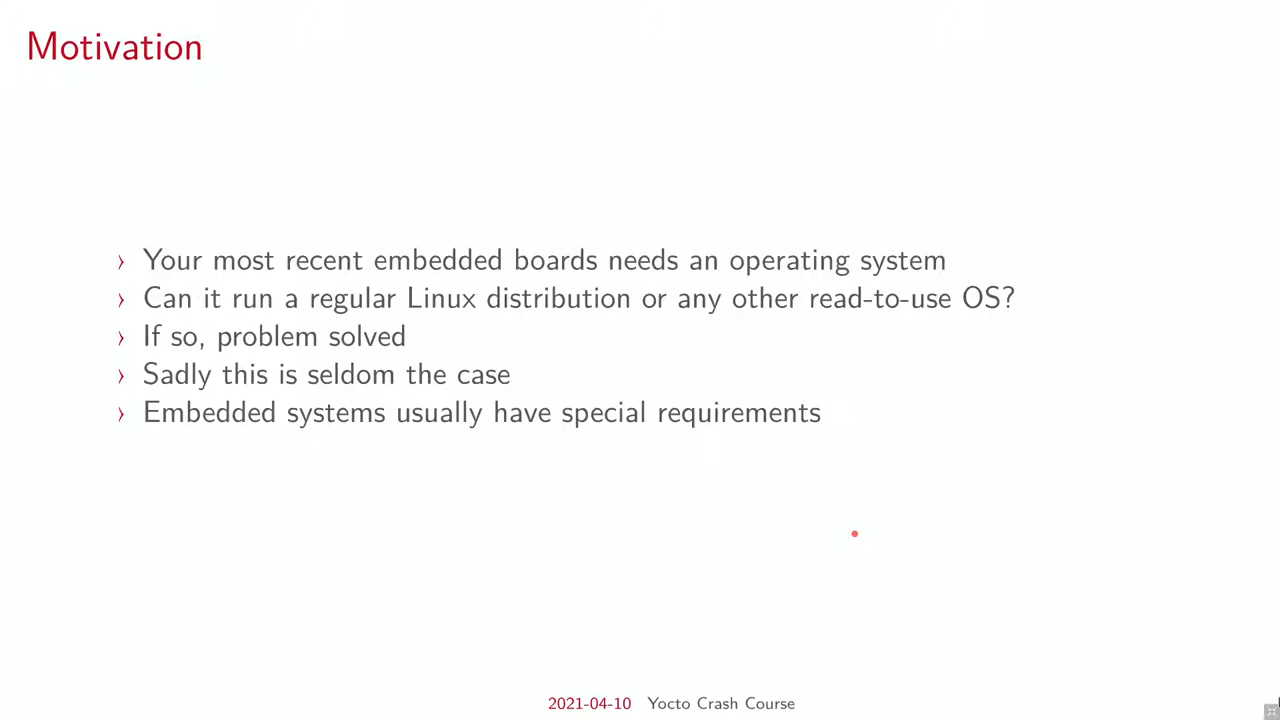 Motivation
› Your most recent embedded boards needs an operating system
› Can it run a regular Linux distribution or any other read-to-use OS?
› If so, problem solved
› Sadly this is seldom the case
› Embedded systems usually have special requirements
2021-04-10 Yocto Crash Course